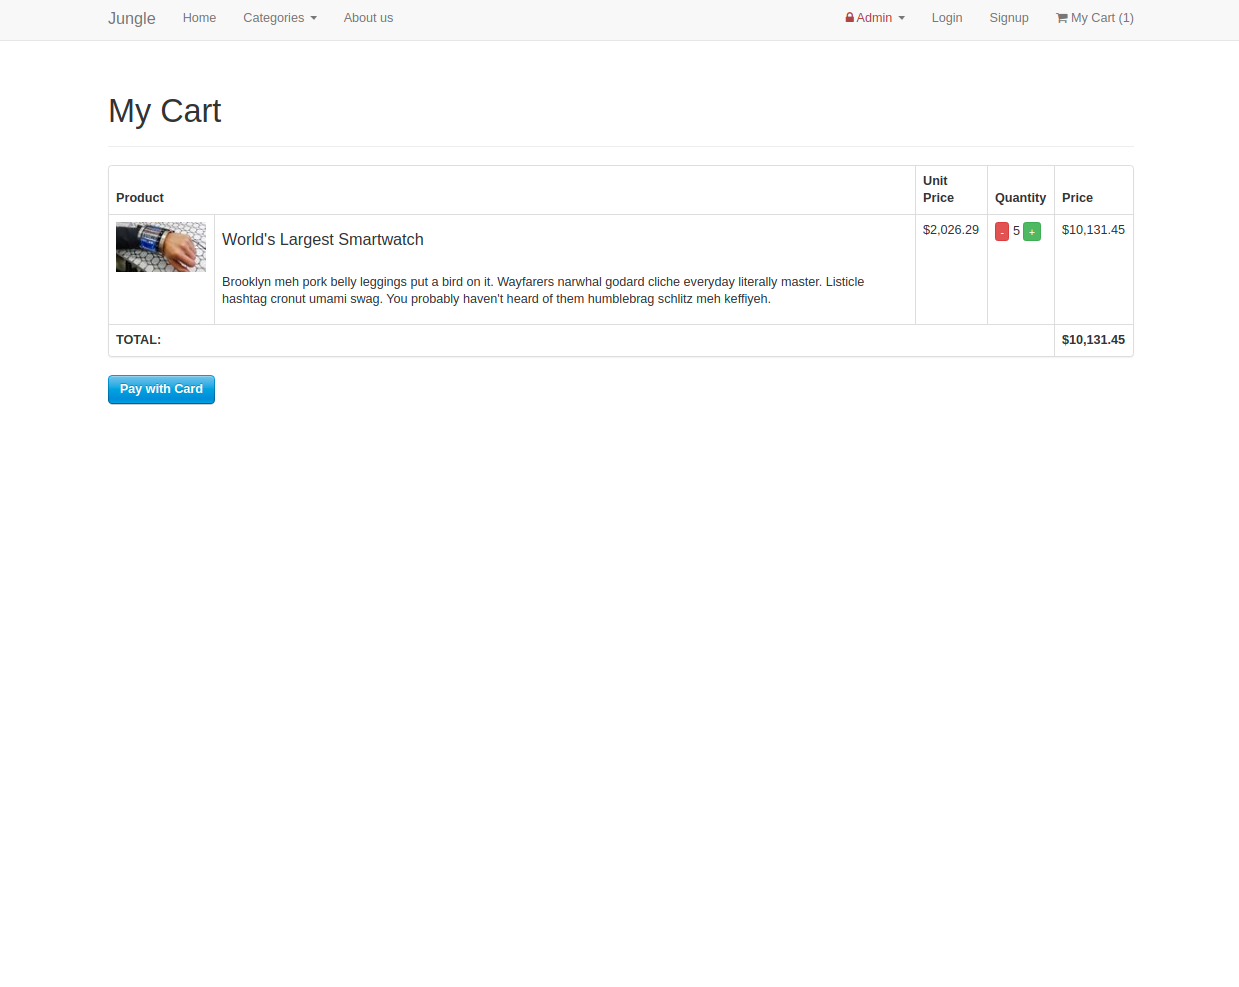 Jungle Home Categories About us Admin Login Signup My Cart (1)
My Cart
Product Unit Price Quantity Price
World's Largest Smartwatch $2,026.29 - 5 + $10,131.45
Brooklyn meh pork belly leggings put a bird on it. Wayfarers narwhal godard cliche everyday literally master. Listicle
hashtag cronut umami swag. You probably haven't heard of them humblebrag schlitz meh keffiyeh.
TOTAL: $10,131.45
Pay with Card